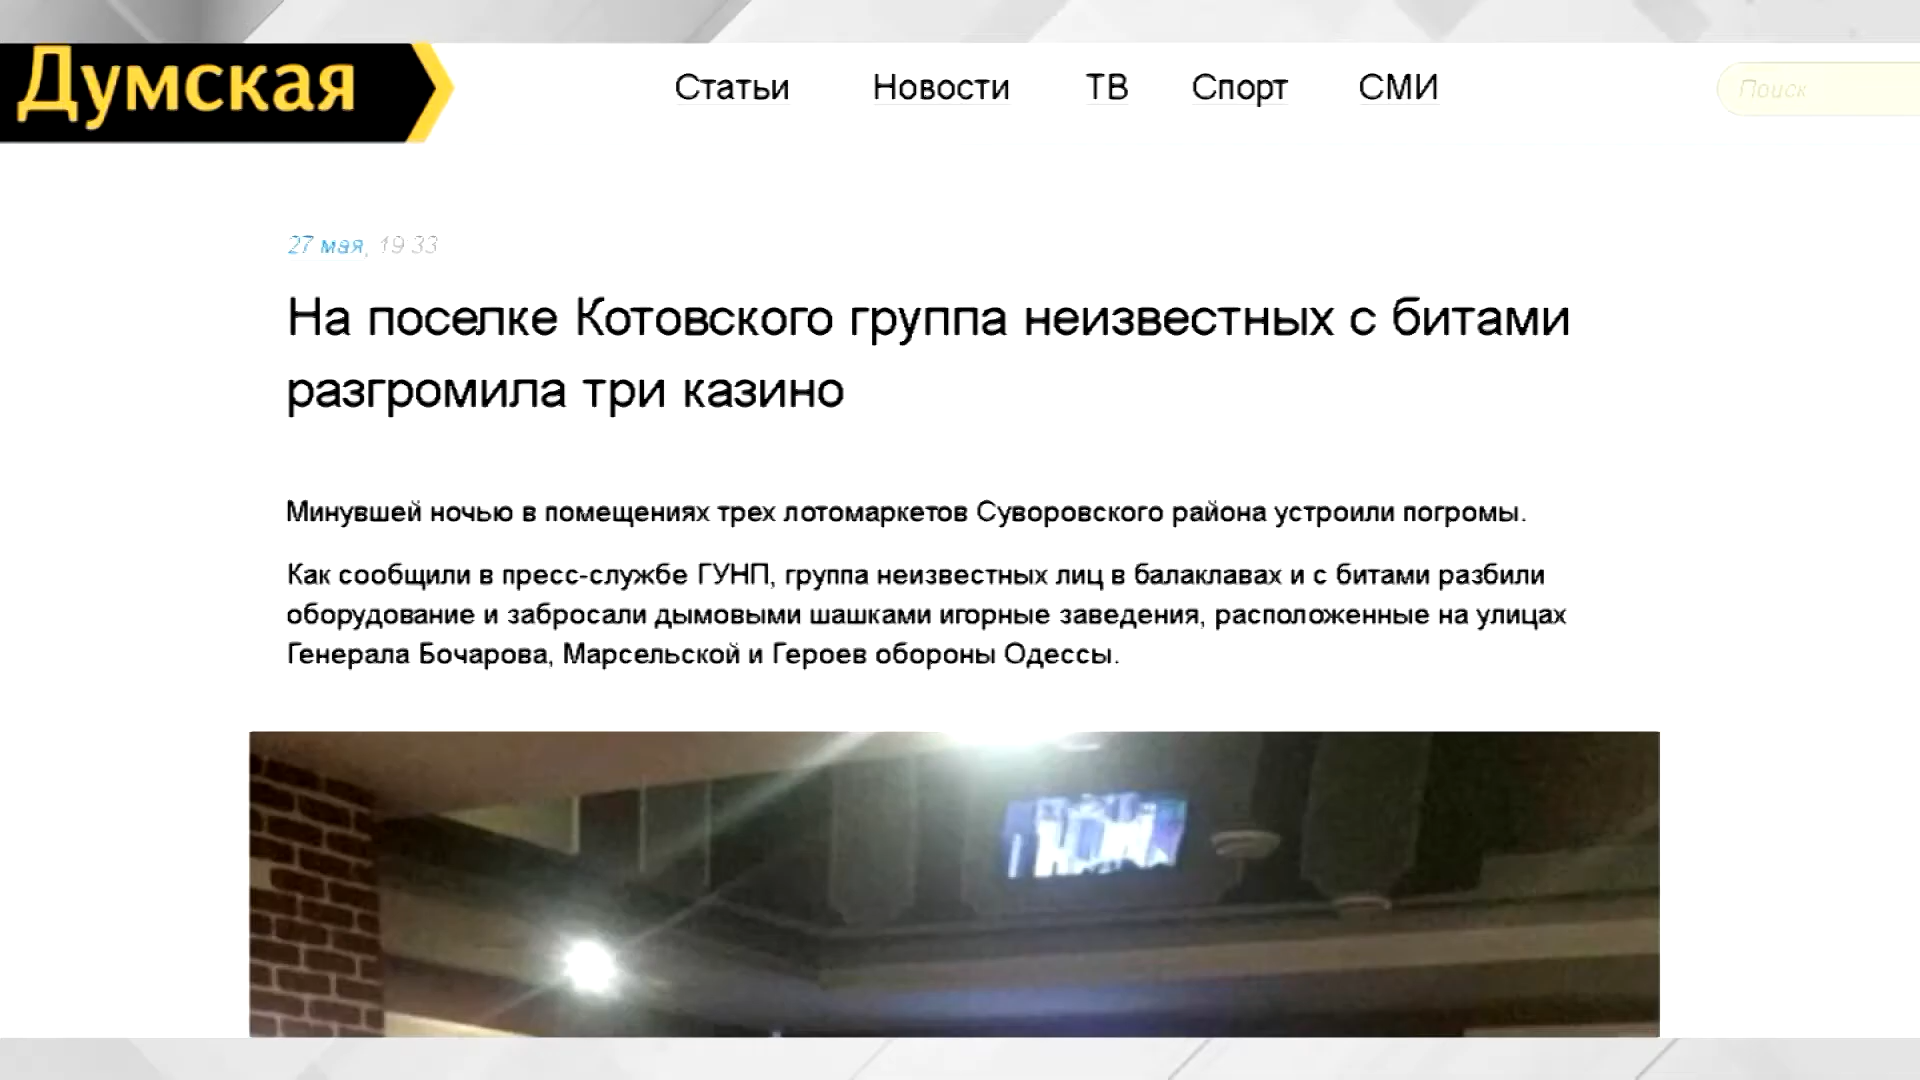 Думская
Статьи Новости ТВ Спорт СМИ Поиск
27 мая, 19 33
На поселке Котовского группа неизвестных с битами
разгромила три казино
Минувшей ночью в помещениях трех лотомаркетов Суворовского района устроили погромы.
Как сообщили в пресс-службе ГУНП, группа неизвестных лиц в балаклавах и с битами разбили
оборудование и забросали дымовыми шашками игорные заведения, расположенные на улицах
Генерала Бочарова, Марсельской и Героев обороны Одессы.